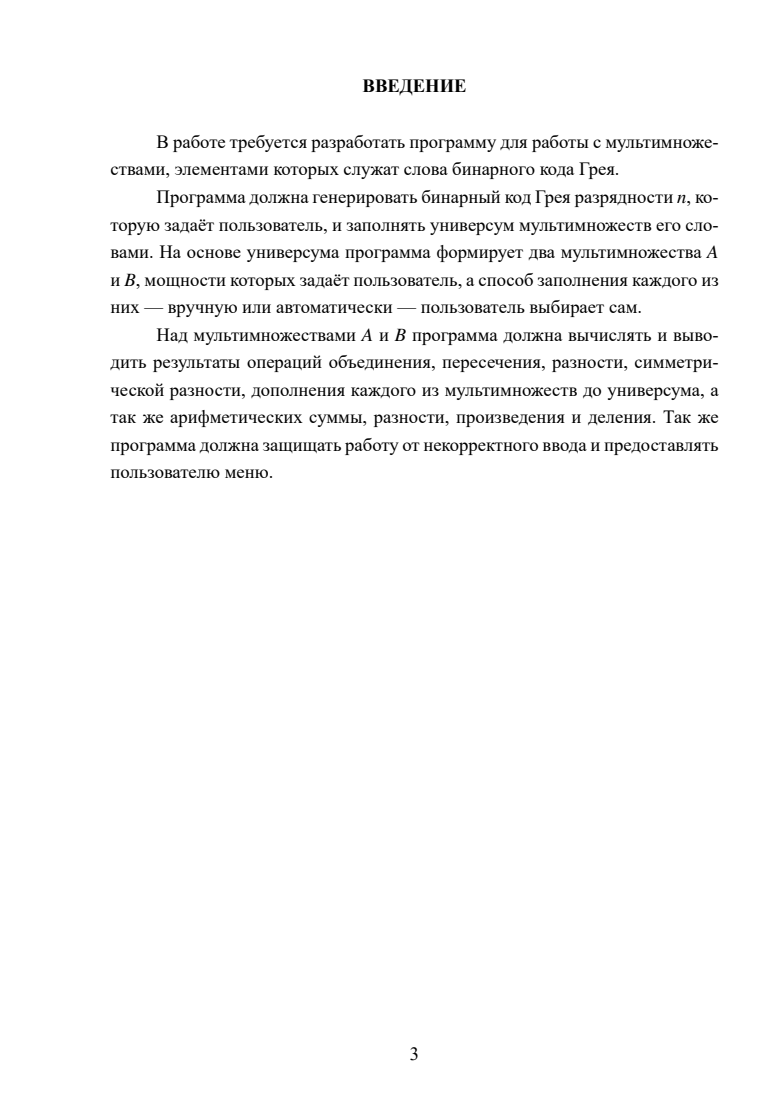 ВВЕДЕНИЕ
В работе требуется разработать программу для работы с мультимноже-
ствами, элементами которых служат слова бинарного кода Грея.
Программа должна генерировать бинарный код Грея разрядности n, ко-
торую задаёт пользователь, и заполнять универсум мультимножеств его сло-
вами. На основе универсума программа формирует два мультимножества A
и B, мощности которых задаёт пользователь, а способ заполнения каждого из
них — вручную или автоматически — пользователь выбирает сам.
Над мультимножествами A и B программа должна вычислять и выво-
дить результаты операций объединения, пересечения, разности, симметри-
ческой разности, дополнения каждого из мультимножеств до универсума, а
так же арифметических суммы, разности, произведения и деления. Так же
программа должна защищать работу от некорректного ввода и предоставлять
пользователю меню.
3